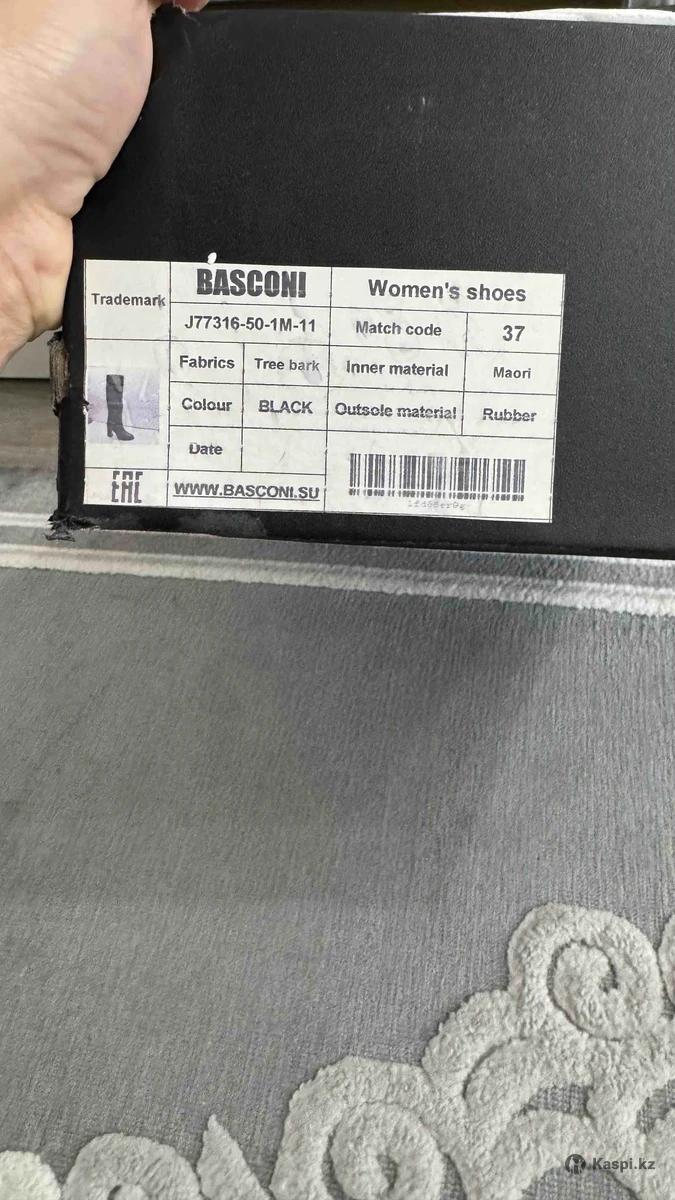 Trademark
BASCONI
Women's shoes
J77316-50-1M-11
Match code
37
Fabrics
Tree bark
Inner material
Maori
Colour
BLACK
Outsole material
Rubber
Date
EAC
WWW.BASCONI.SU
Kaspi.kz